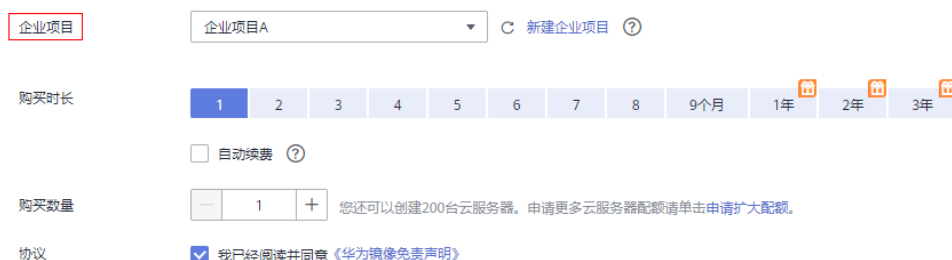 企业项目 企业项目A 新建企业项目 ?
购买时长 1 2 3 4 5 6 7 8 9个月 1年 2年 3年
自动续费 ?
购买数量 1 您还可以创建200台云服务器。申请更多云服务器配额请单击申请扩大配额。
协议 我已经阅读并同意《华为镜像免责声明》